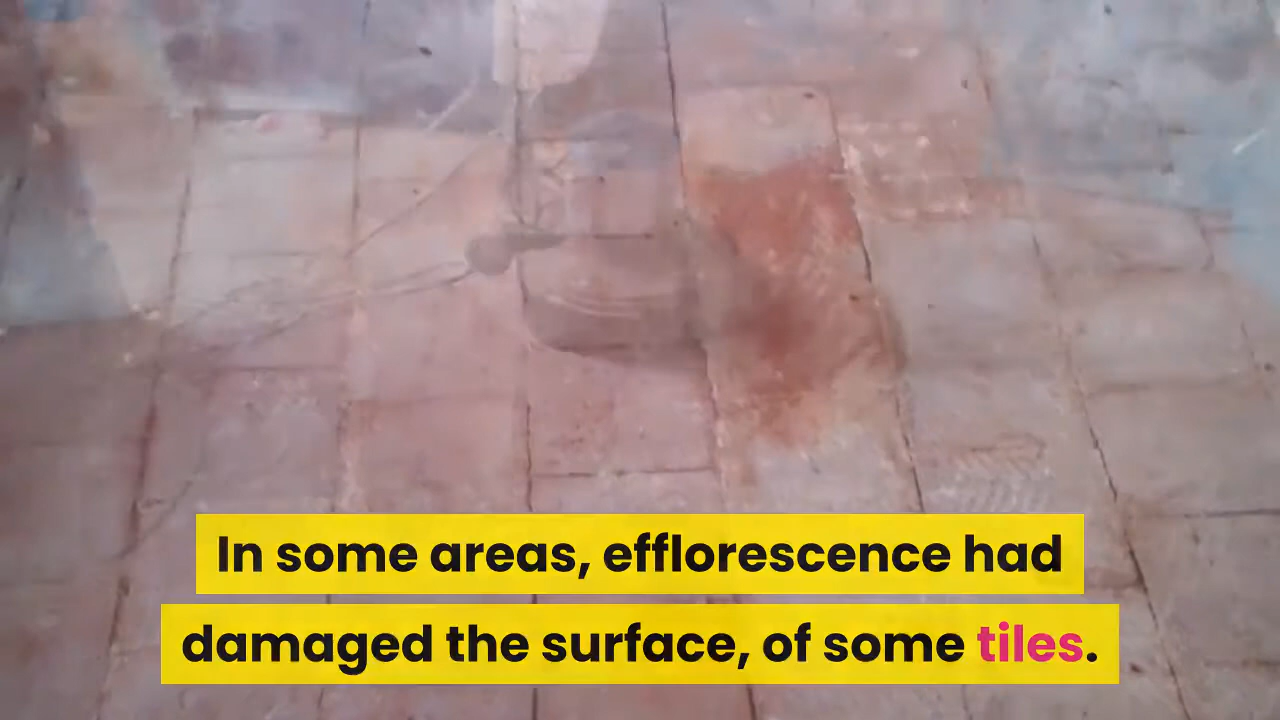 In some areas, efflorescence had
damaged the surface, of some tiles.